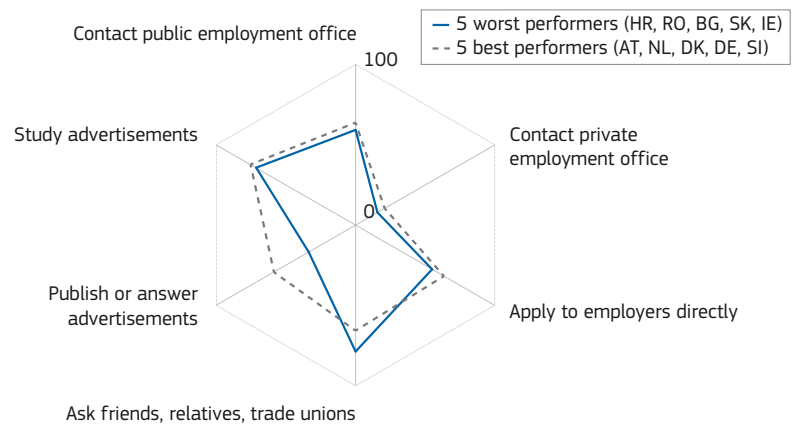 5 worst performers (HR, RO, BG, SK, IE)
5 best performers (AT, NL, DK, DE, SI)
Contact public employment office
100
Study advertisements
Contact private
employment office
0
Publish or answer
advertisements
Apply to employers directly
Ask friends, relatives, trade unions